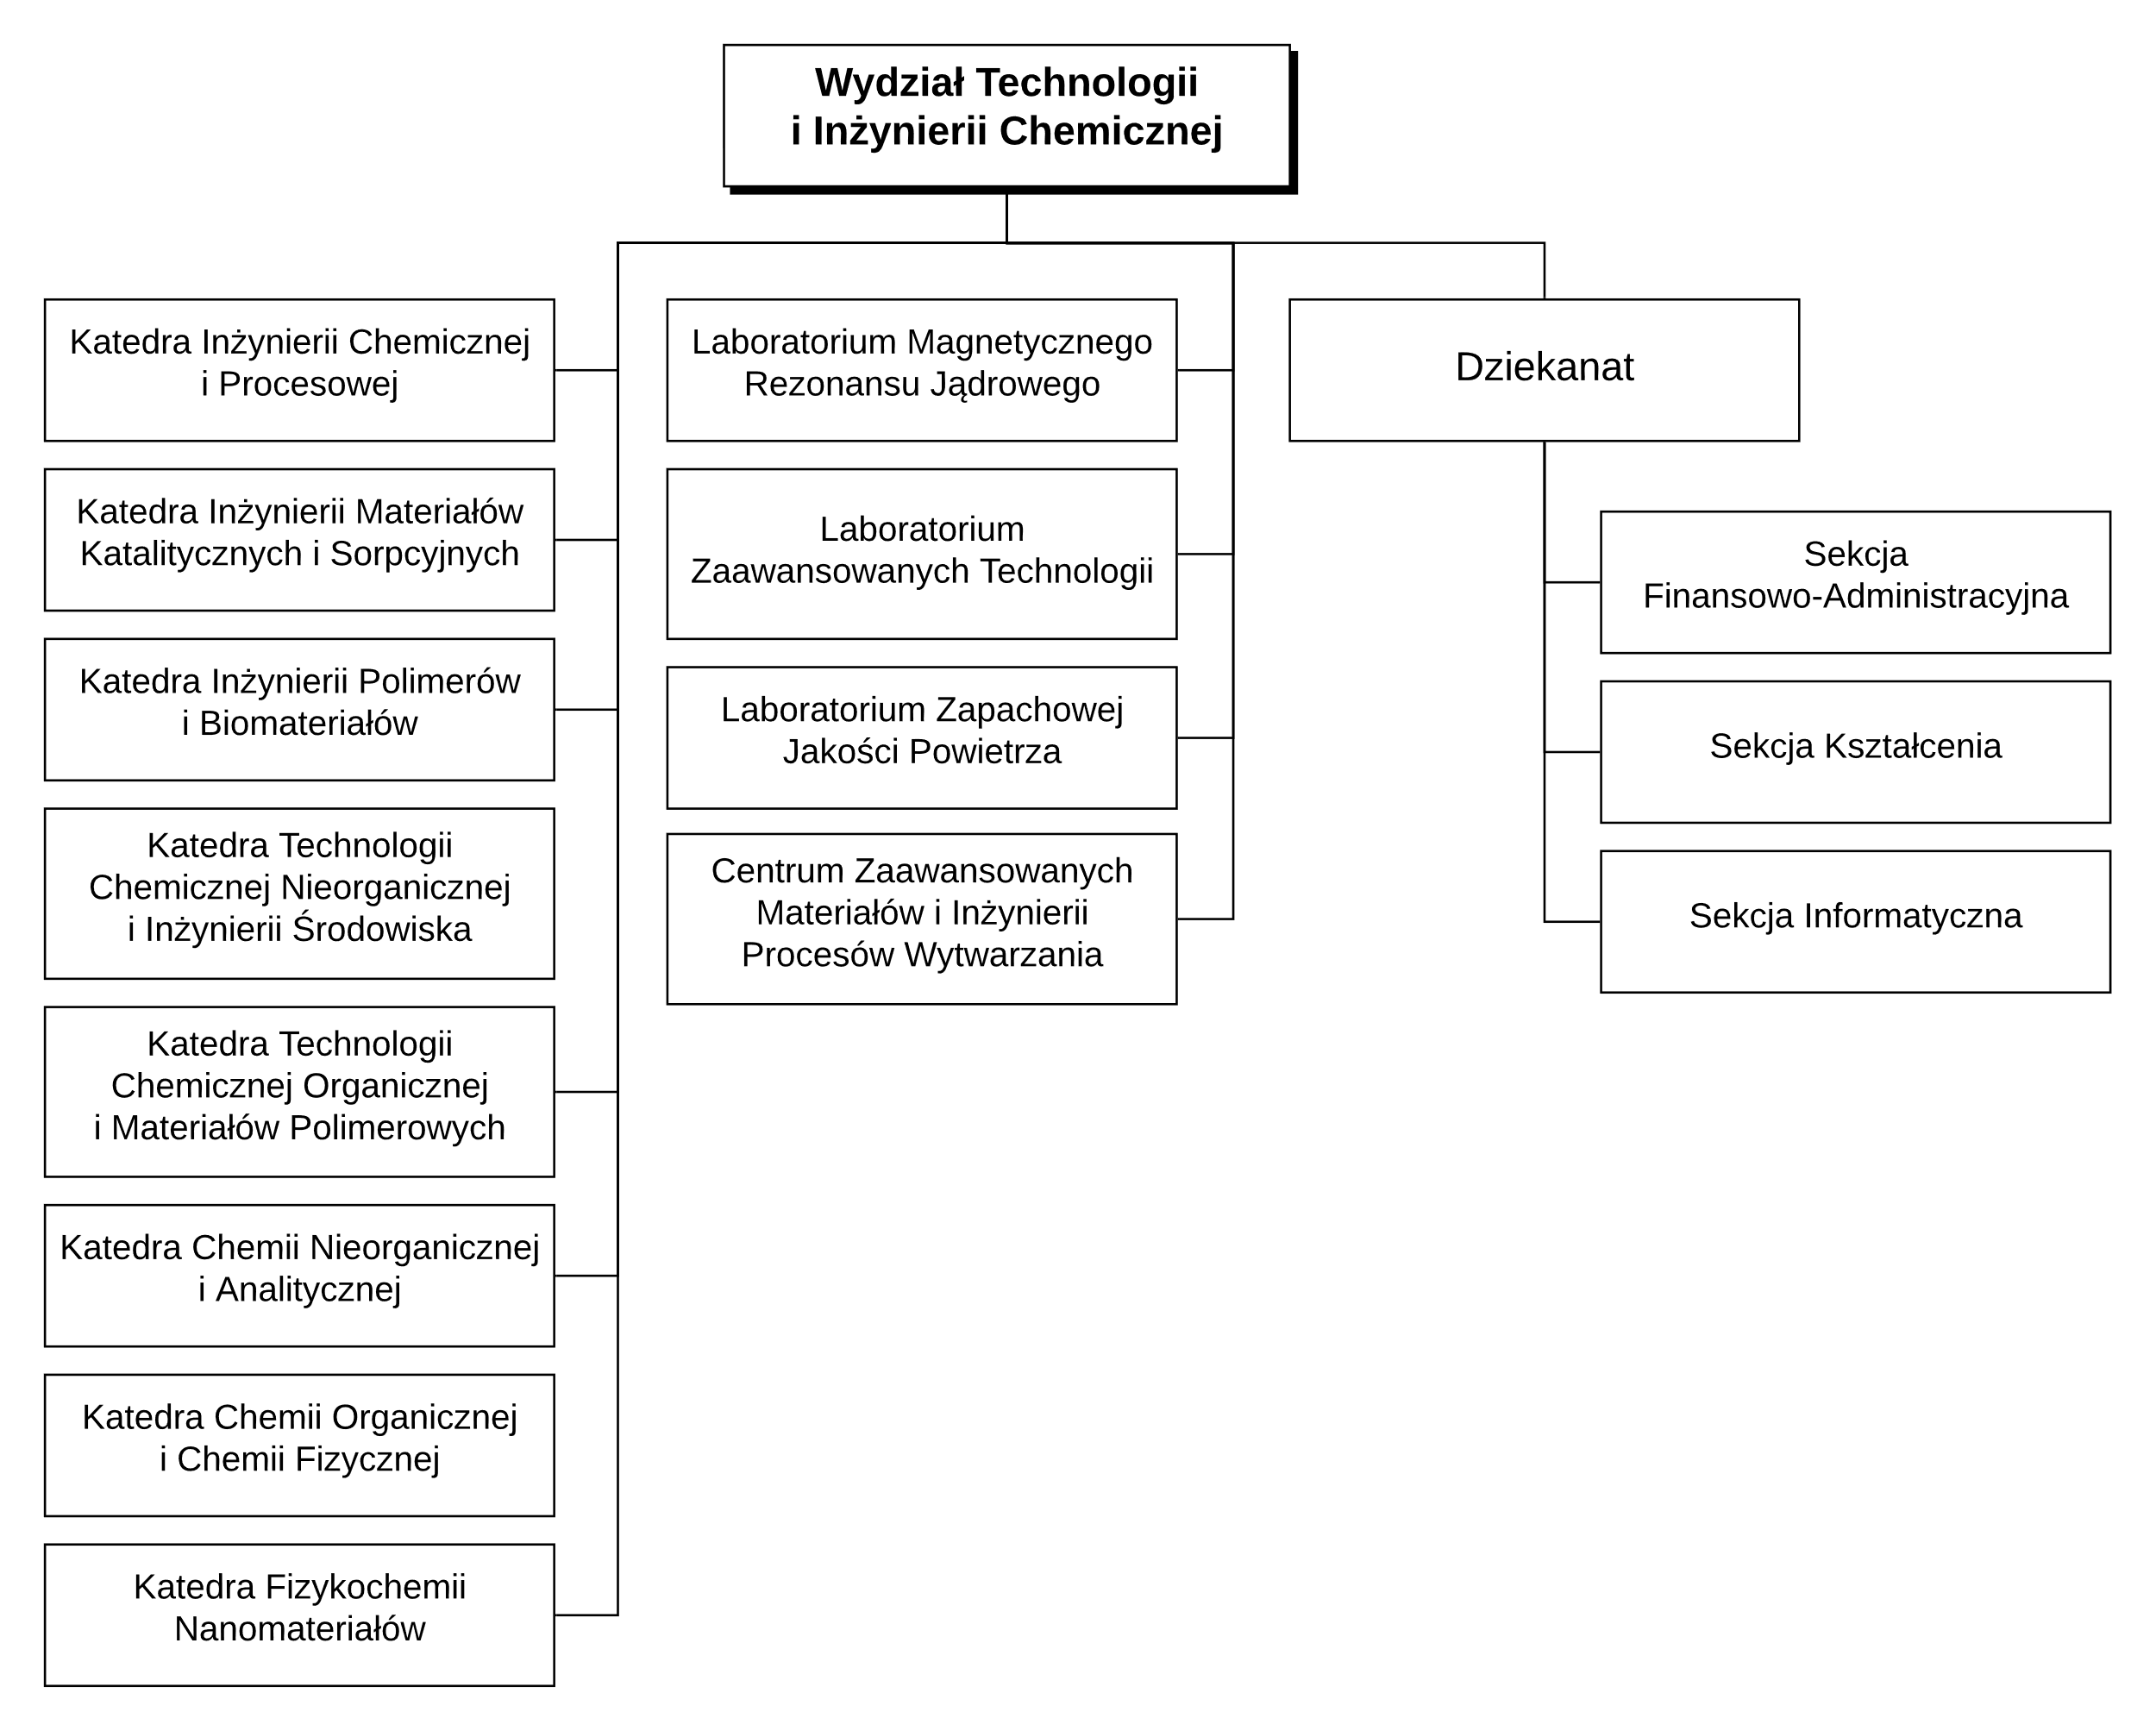 Wydział Technologii
i Inżynierii Chemicznej
Katedra Inżynierii Chemicznej
i Procesowej
Katedra Inżynierii Materiałów
Katalitycznych i Sorpcyjnych
Katedra Inżynierii Polimerów
i Biomateriałów
Katedra Technologii
Chemicznej Nieorganicznej
i Inżynierii Środowiska
Katedra Technologii
Chemicznej Organicznej
i Materiałów Polimerowych
Katedra Chemii Nieorganicznej
i Analitycznej
Katedra Chemii Organicznej
i Chemii Fizycznej
Katedra Fizykochemii
Nanomateriałów
Laboratorium Magnetycznego
Rezonansu Jądrowego
Laboratorium
Zaawansowanych Technologii
Laboratorium Zapachowej
Jakości Powietrza
Centrum Zaawansowanych
Materiałów i Inżynierii
Procesów Wytwarzania
Dziekanat
Sekcja
Finansowo-Administracyjna
Sekcja Kształcenia
Sekcja Informatyczna